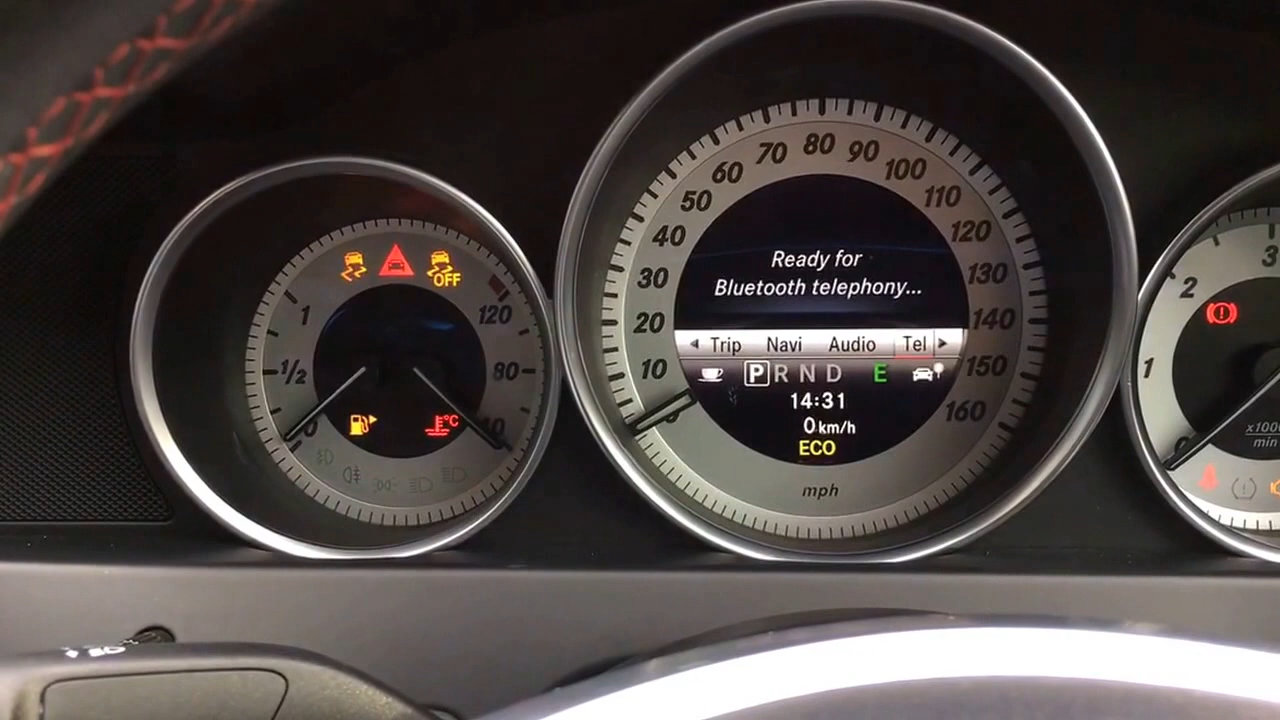 OFF
1
120
½
80
0
40
°C
80
70
90
60
100
50
110
40
120
30
130
20
140
10
150
160
Ready for
Bluetooth telephony...
Trip Navi Audio Tel
P R N D E
14:31
0 km/h
ECO
mph
3
2
1
0
x1000
min